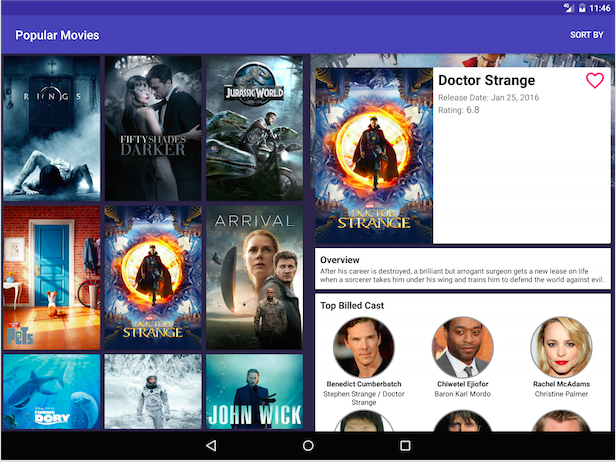 4G 11:46
Popular Movies
SORT BY
RINGS
FIFTY SHADES
DARKER
JURASSIC WORLD
Pets
DOCTOR
STRANGE
ARRIVAL
FINDING
DORY
JOHN WICK
DOCTOR
STRANGE
Doctor Strange
Release Date: Jan 25, 2016
Rating: 6.8
Overview
After his career is destroyed, a brilliant but arrogant surgeon gets a new lease on life
when a sorcerer takes him under his wing and trains him to defend the world against evil.
Top Billed Cast
Benedict Cumberbatch
Stephen Strange / Doctor
Strange
Chiwetel Ejiofor
Baron Karl Mordo
Rachel McAdams
Christine Palmer